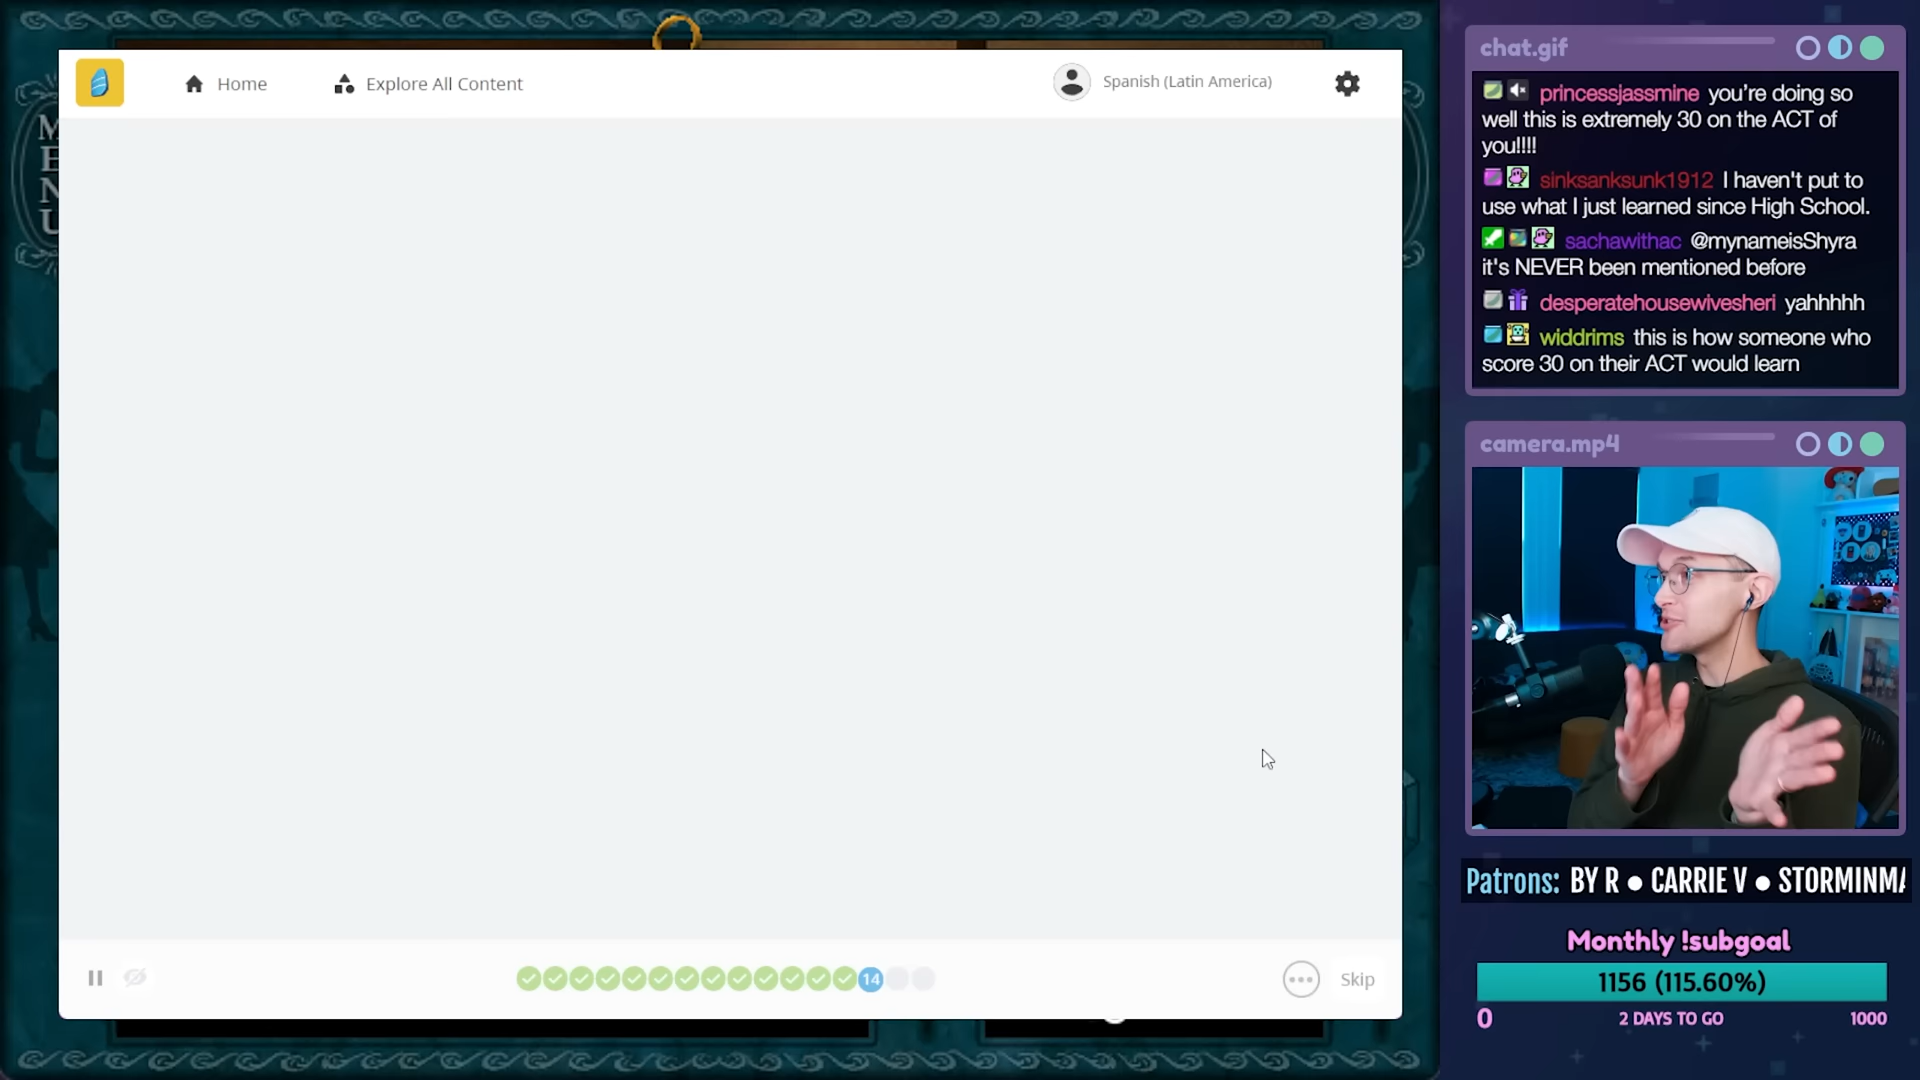 M
E
N
U
Home
Explore All Content
Spanish (Latin America)
14
Skip
chat.gif
princessjassmine you're doing so
well this is extremely 30 on the ACT of
you!!!!
sinksanksunk1912 I haven't put to
use what I just learned since High School.
sachawithac @mynameisShyra
it's NEVER been mentioned before
desperatehousewivesheri yahhhhh
widdrims this is how someone who
score 30 on their ACT would learn
camera.mp4
Patrons: BY R ● CARRIE V ● STORMINMA
Monthly !subgoal
1156 (115.60%)
0 2 DAYS TO GO 1000